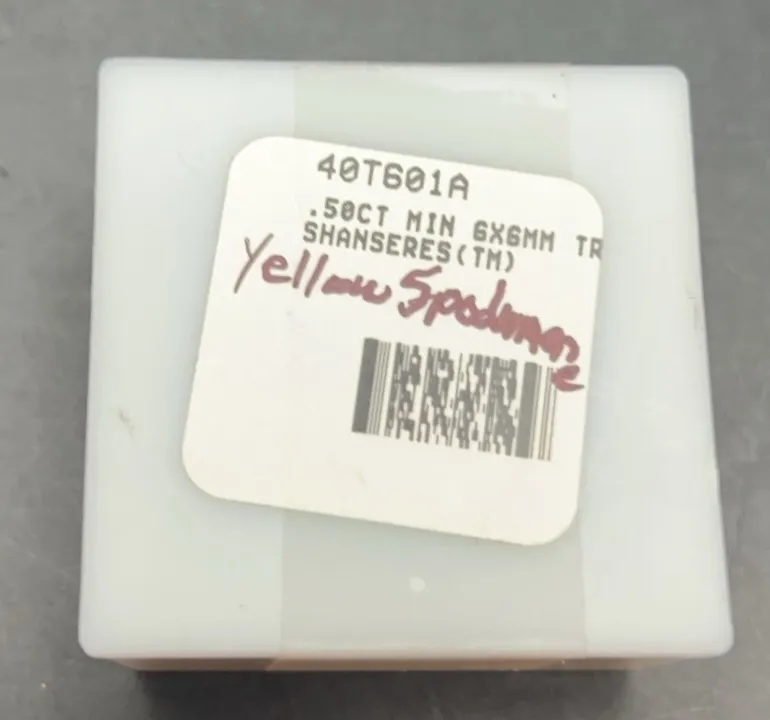 40T601A
.50CT MIN 6X6MM TR
SHANSERES(TM)
Yellow Spodumene